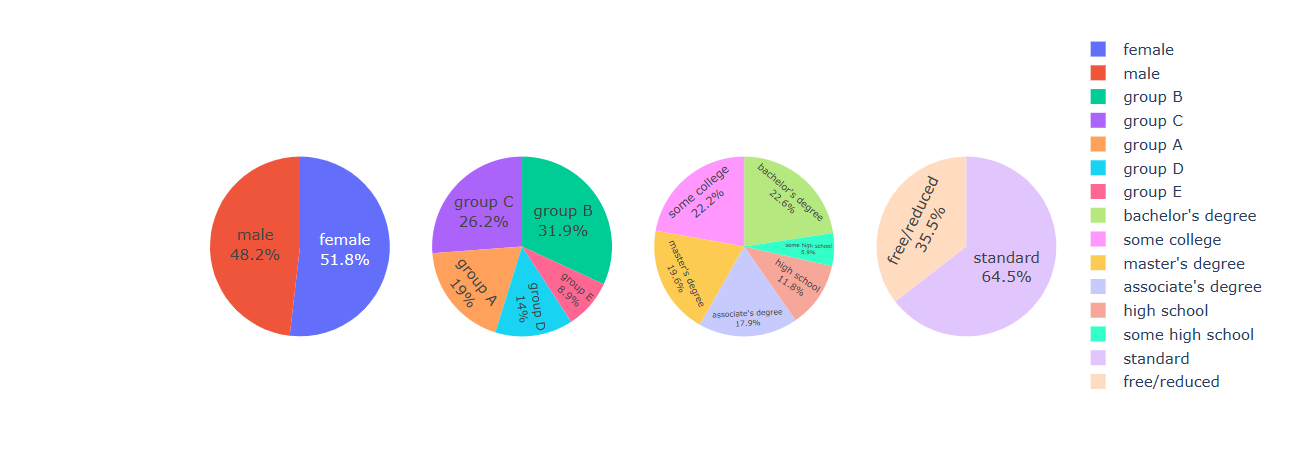 male
48.2%
female
51.8%
group C
26.2%
group B
31.9%
group A
19%
group D
14%
group E
8.9%
some college
22.2%
bachelor's degree
22.6%
some high school
5.9%
master's degree
19.6%
high school
11.8%
associate's degree
17.9%
free/reduced
35.5%
standard
64.5%
female
male
group B
group C
group A
group D
group E
bachelor's degree
some college
master's degree
associate's degree
high school
some high school
standard
free/reduced